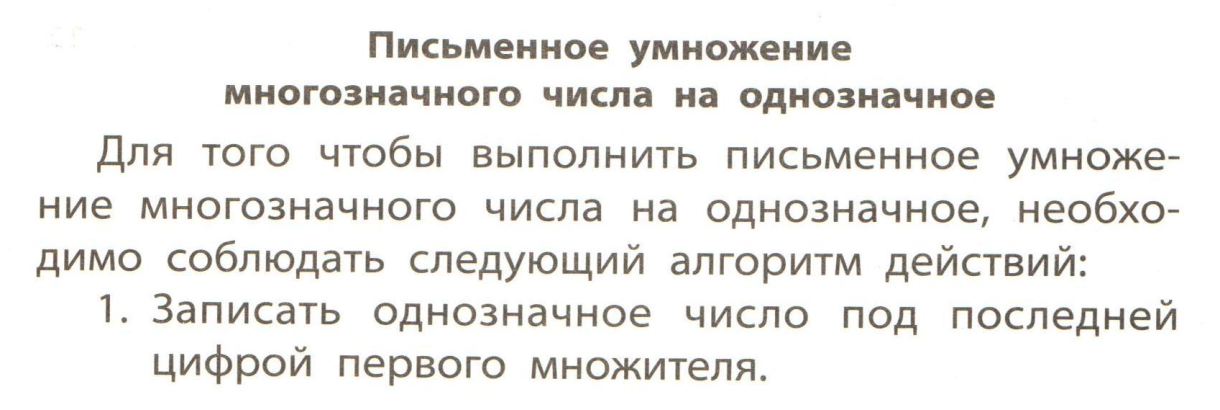 Письменное умножение
многозначного числа на однозначное
Для того чтобы выполнить письменное умноже-
ние многозначного числа на однозначное, необхо-
димо соблюдать следующий алгоритм действий:
1. Записать однозначное число под последней
цифрой первого множителя.